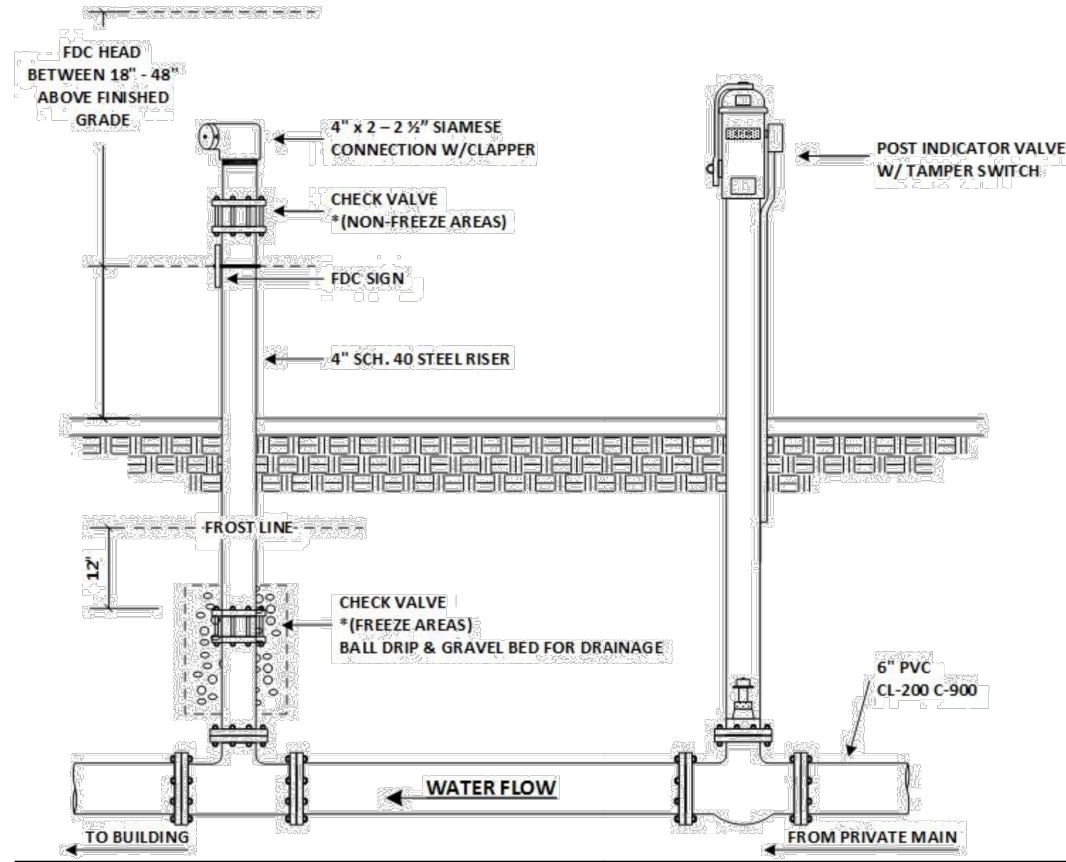 FDC HEAD
BETWEEN 18" - 48"
ABOVE FINISHED
GRADE
4" x 2 – 2 ½" SIAMESE
CONNECTION W/CLAPPER
POST INDICATOR VALVE
W/ TAMPER SWITCH
CHECK VALVE
*(NON-FREEZE AREAS)
FDC SIGN
4" SCH. 40 STEEL RISER
FROST LINE
12"
CHECK VALVE
*(FREEZE AREAS)
BALL DRIP & GRAVEL BED FOR DRAINAGE
6" PVC
CL-200 C-900
WATER FLOW
TO BUILDING
FROM PRIVATE MAIN